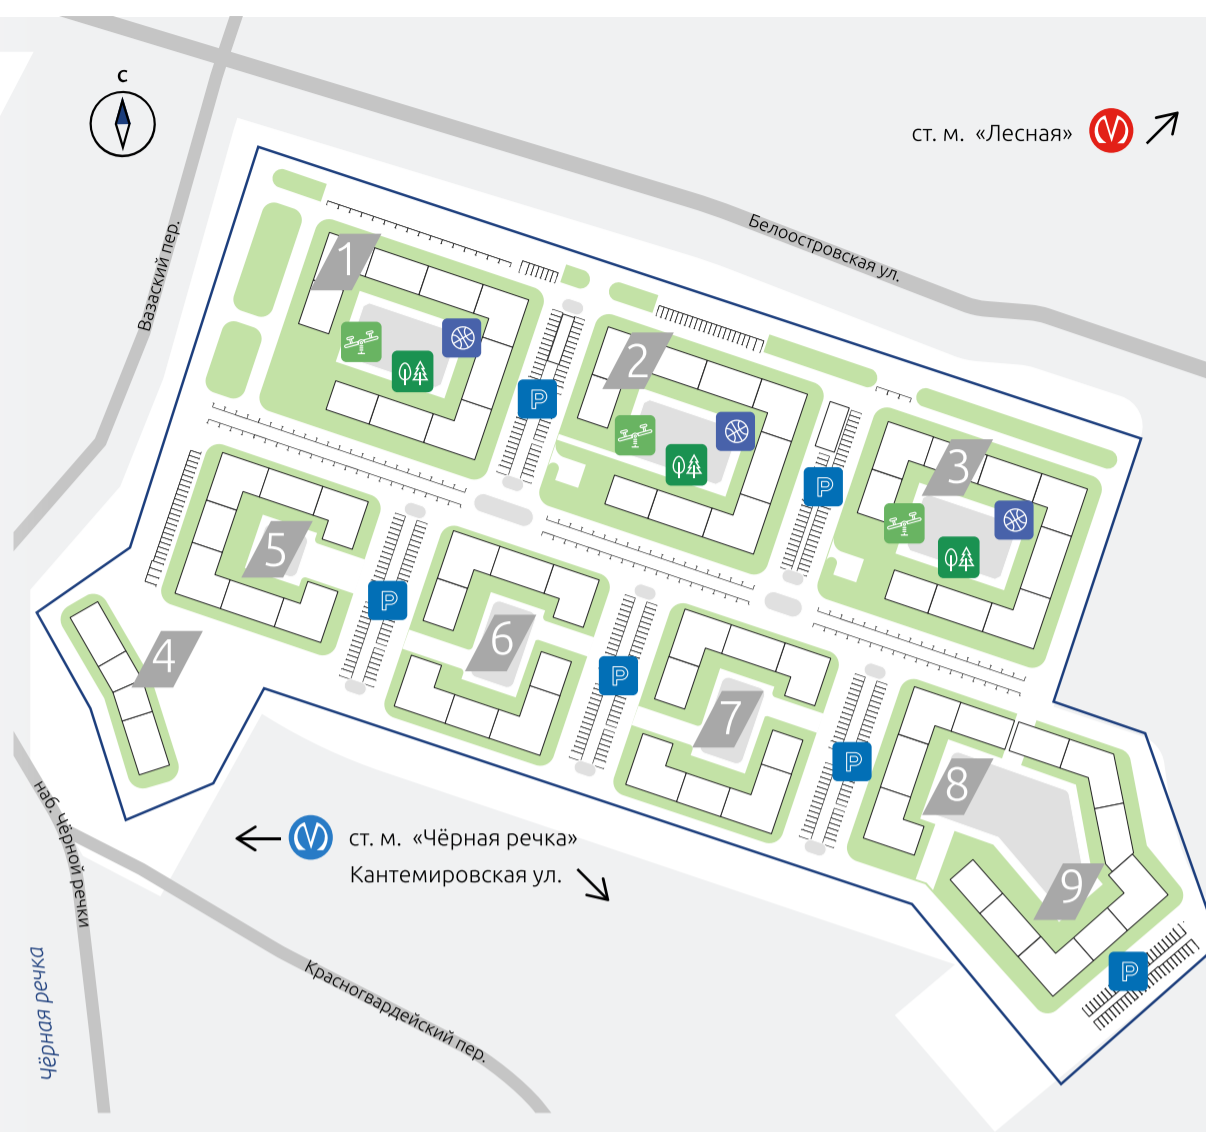 С
ст. м. «Лесная»
Белоостровская ул.
Вазаский пер.
1
2
P
3
P
5
P
6
4
P
7
P
8
ст. м. «Чёрная речка»
Кантемировская ул.
9
наб. Чёрной речки
P
Чёрная речка
Красногвардейский пер.